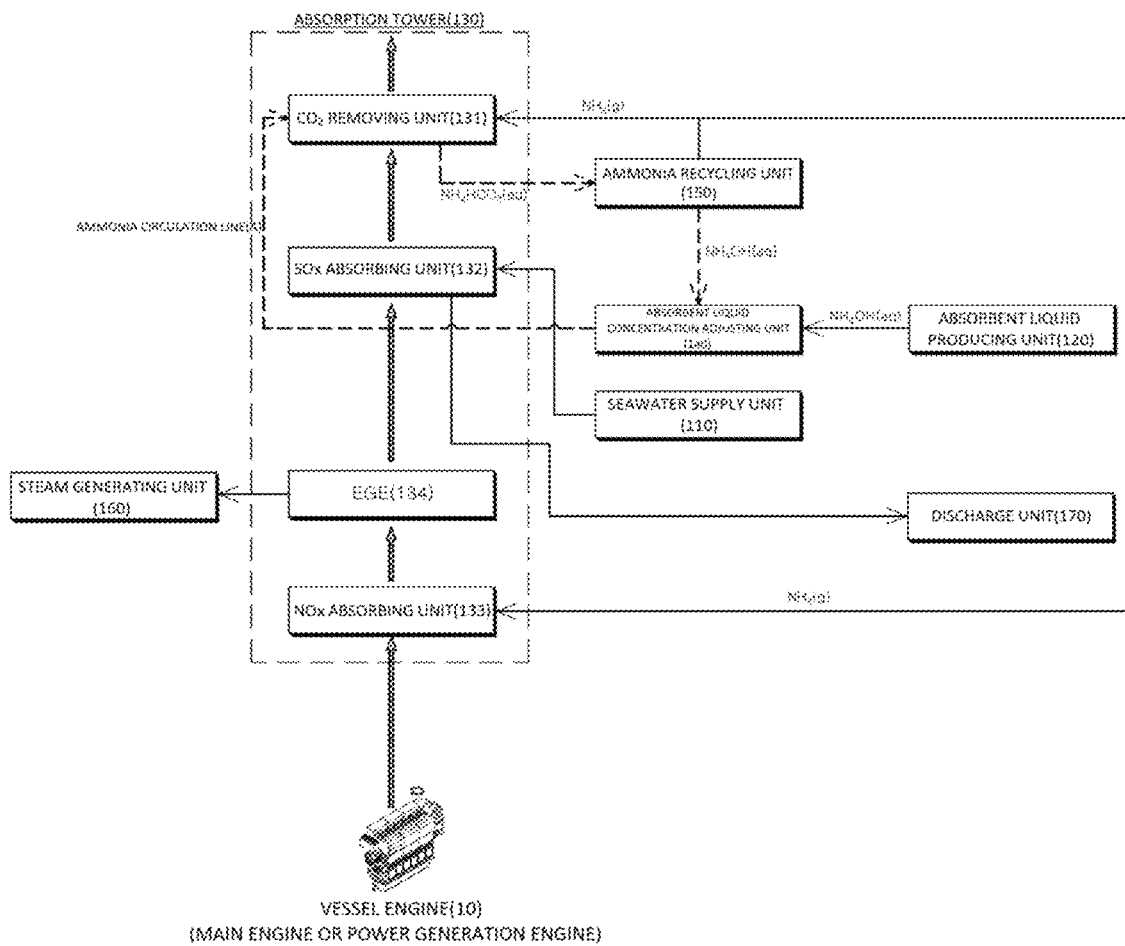 ABSORPTION TOWER(130)
CO₂ REMOVING UNIT(131)
NH₃(g)
AMMONIA RECYCLING UNIT
(150)
AMMONIA CIRCULATION
SOx ABSORBING UNIT(132)
NH₄OH(aq)
ABSORBENT LIQUID
CONCENTRATION ADJUSTING UNIT
NH₄OH(aq)
ABSORBENT LIQUID
PRODUCING UNIT(120)
SEAWATER SUPPLY UNIT
(110)
STEAM GENERATING UNIT
(160)
EGE(134)
DISCHARGE UNIT(170)
NOx ABSORBING UNIT(133)
NH₃(g)
VESSEL ENGINE(10)
(MAIN ENGINE OR POWER GENERATION ENGINE)